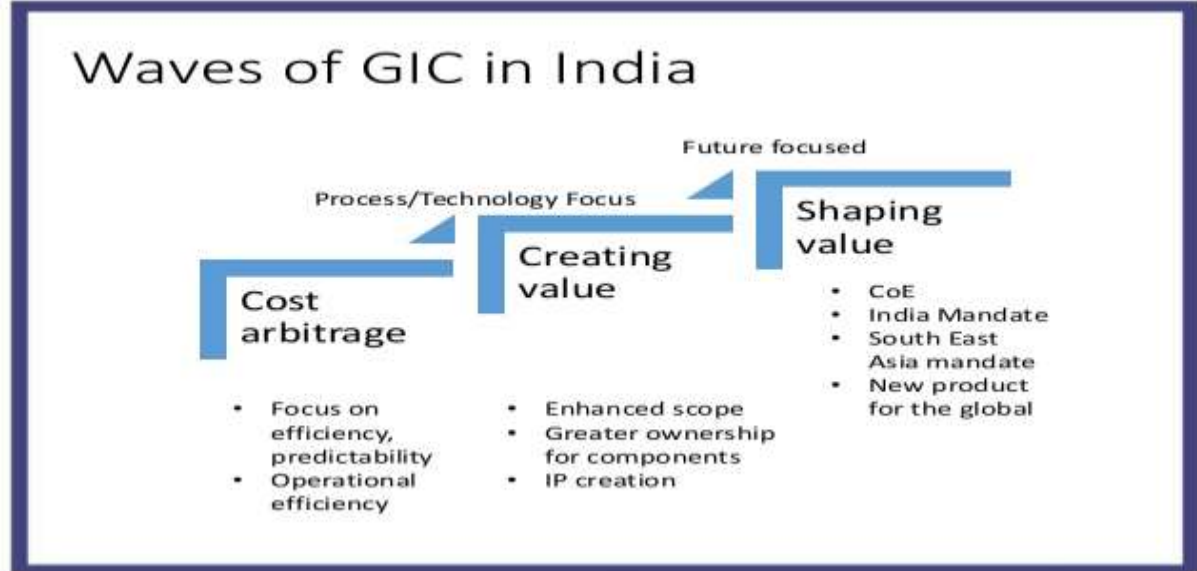 Waves of GIC in India
Future focused
Process/Technology Focus
Shaping
value
Creating
value
Cost
arbitrage
• CoE
• India Mandate
• South East
Asia mandate
• New product
for the global
• Focus on
efficiency,
predictability
• Operational
efficiency
• Enhanced scope
• Greater ownership
for components
• IP creation